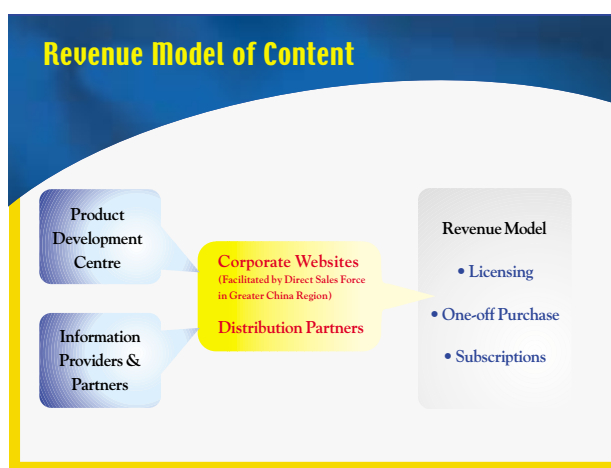 Revenue Model of Content
Product
Development
Centre
Information
Providers &
Partners
Corporate Websites
(Facilitated by Direct Sales Force
in Greater China Region)
Distribution Partners
Revenue Model
• Licensing
• One-off Purchase
• Subscriptions